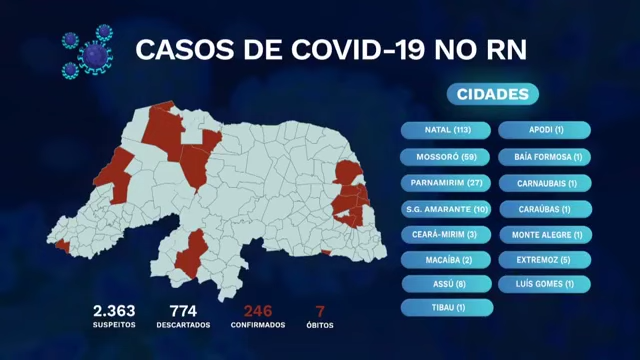 CASOS DE COVID-19 NO RN
CIDADES
NATAL (113)
MOSSORÓ (59)
PARNAMIRIM (27)
S.G. AMARANTE (10)
CEARÁ-MIRIM (3)
MACAÍBA (2)
ASSÚ (8)
TIBAU (1)
APODI (1)
BAÍA FORMOSA (1)
CARNAUBAIS (1)
CARAÚBAS (1)
MONTE ALEGRE (1)
EXTREMOZ (5)
LUÍS GOMES (1)
2.363
SUSPEITOS
774
DESCARTADOS
246
CONFIRMADOS
7
ÓBITOS